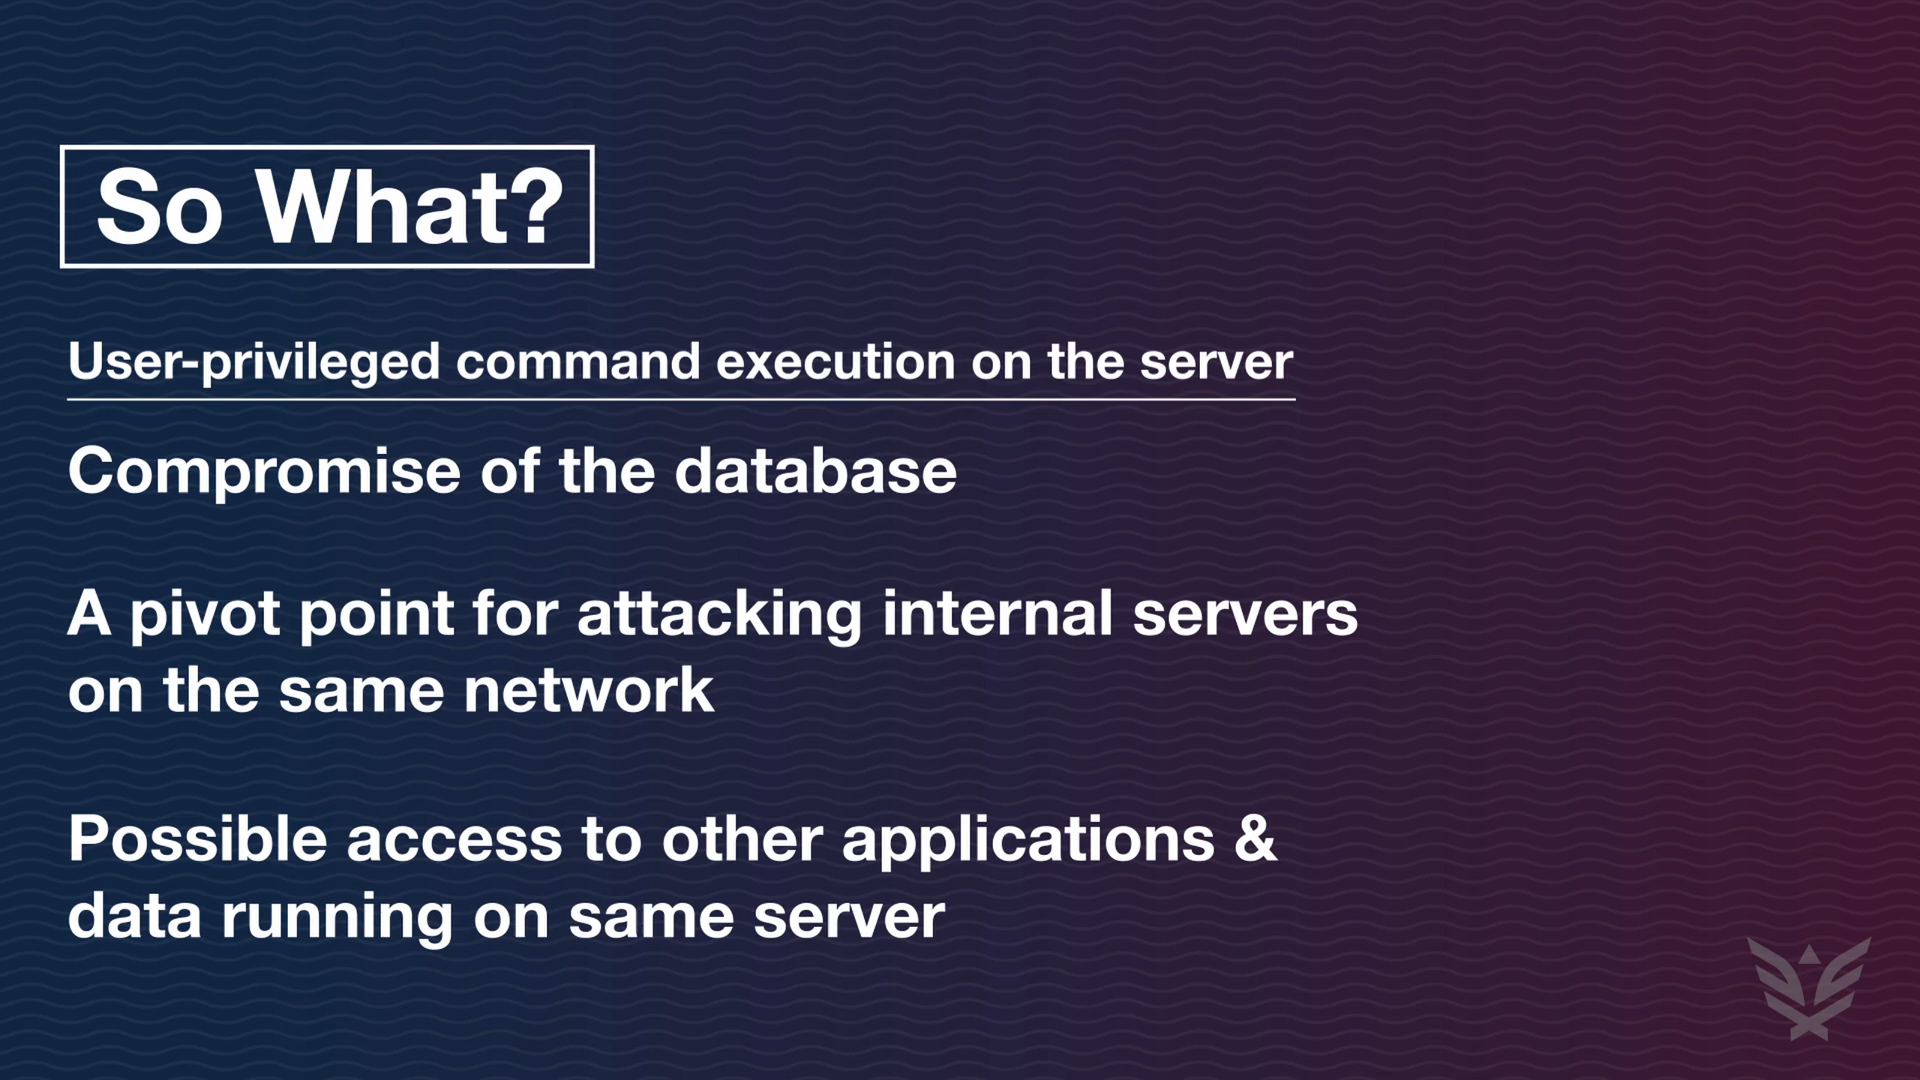 So What?
User-privileged command execution on the server
Compromise of the database
A pivot point for attacking internal servers
on the same network
Possible access to other applications &
data running on same server